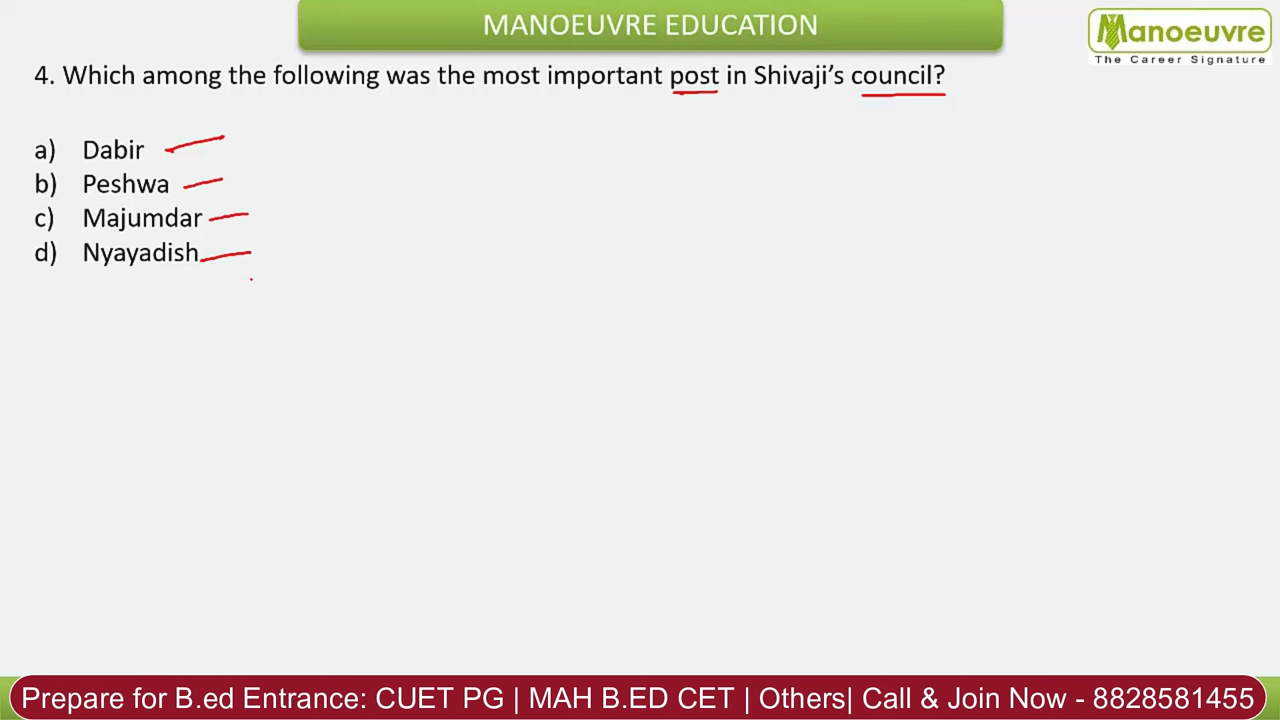 MANOEUVRE EDUCATION
Manoeuvre
The Career Signature
4. Which among the following was the most important post in Shivaji’s council?
a) Dabir
b) Peshwa
c) Majumdar
d) Nyayadish
Prepare for B.ed Entrance: CUET PG | MAH B.ED CET | Others| Call & Join Now - 8828581455